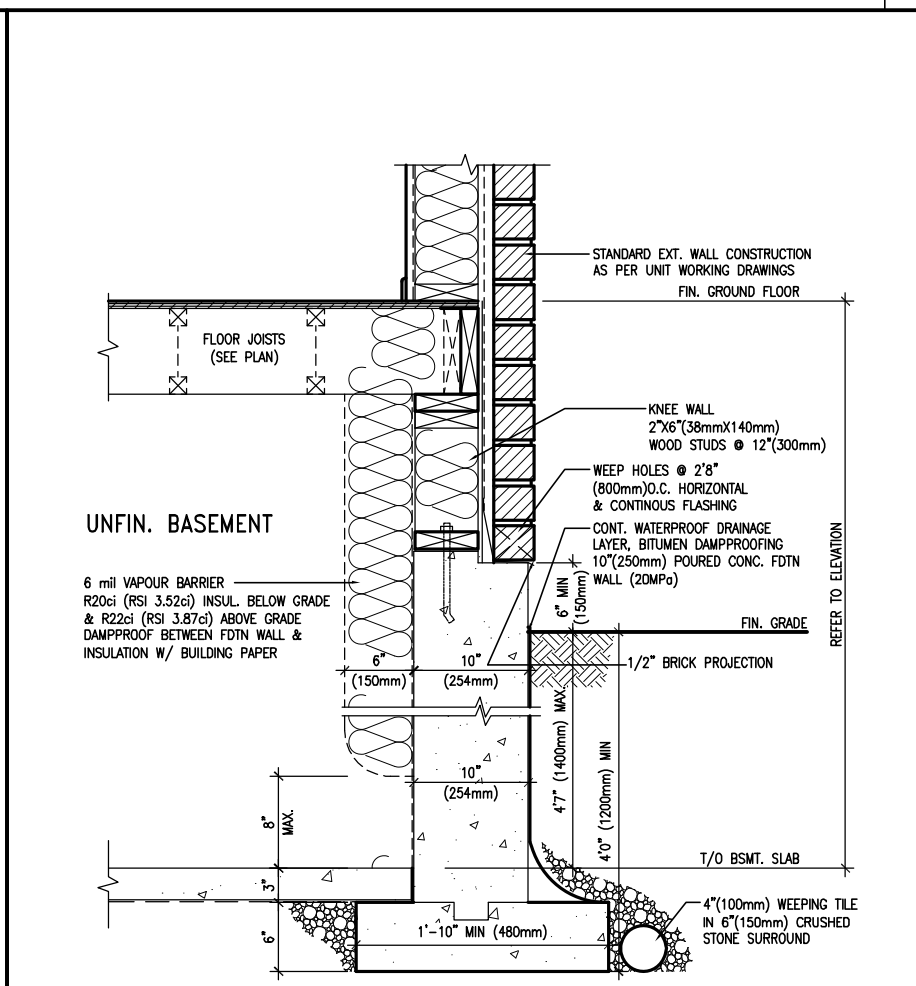 STANDARD EXT. WALL CONSTRUCTION
AS PER UNIT WORKING DRAWINGS
FIN. GROUND FLOOR
FLOOR JOISTS
(SEE PLAN)
KNEE WALL
2"X6"(38mmX140mm)
WOOD STUDS @ 12"(300mm)
WEEP HOLES @ 2'8"
(800mm)O.C. HORIZONTAL
& CONTINOUS FLASHING
UNFIN. BASEMENT
CONT. WATERPROOF DRAINAGE
LAYER, BITUMEN DAMPPROOFING
10"(250mm) POURED CONC. FDTN
WALL (20MPa)
6 mil VAPOUR BARRIER
R20ci (RSI 3.52ci) INSUL. BELOW GRADE
& R22ci (RSI 3.87ci) ABOVE GRADE
DAMPPROOF BETWEEN FDTN WALL &
INSULATION W/ BUILDING PAPER
6" MIN
(150mm)
REFER TO ELEVATION
FIN. GRADE
6"
(150mm)
10"
(254mm)
1/2" BRICK PROJECTION
4'7" (1400mm) MAX.
4'0" (1200mm) MIN
10"
(254mm)
8"
MAX.
T/O BSMT. SLAB
3"
6"
1'-10" MIN (480mm)
4"(100mm) WEEPING TILE
IN 6"(150mm) CRUSHED
STONE SURROUND